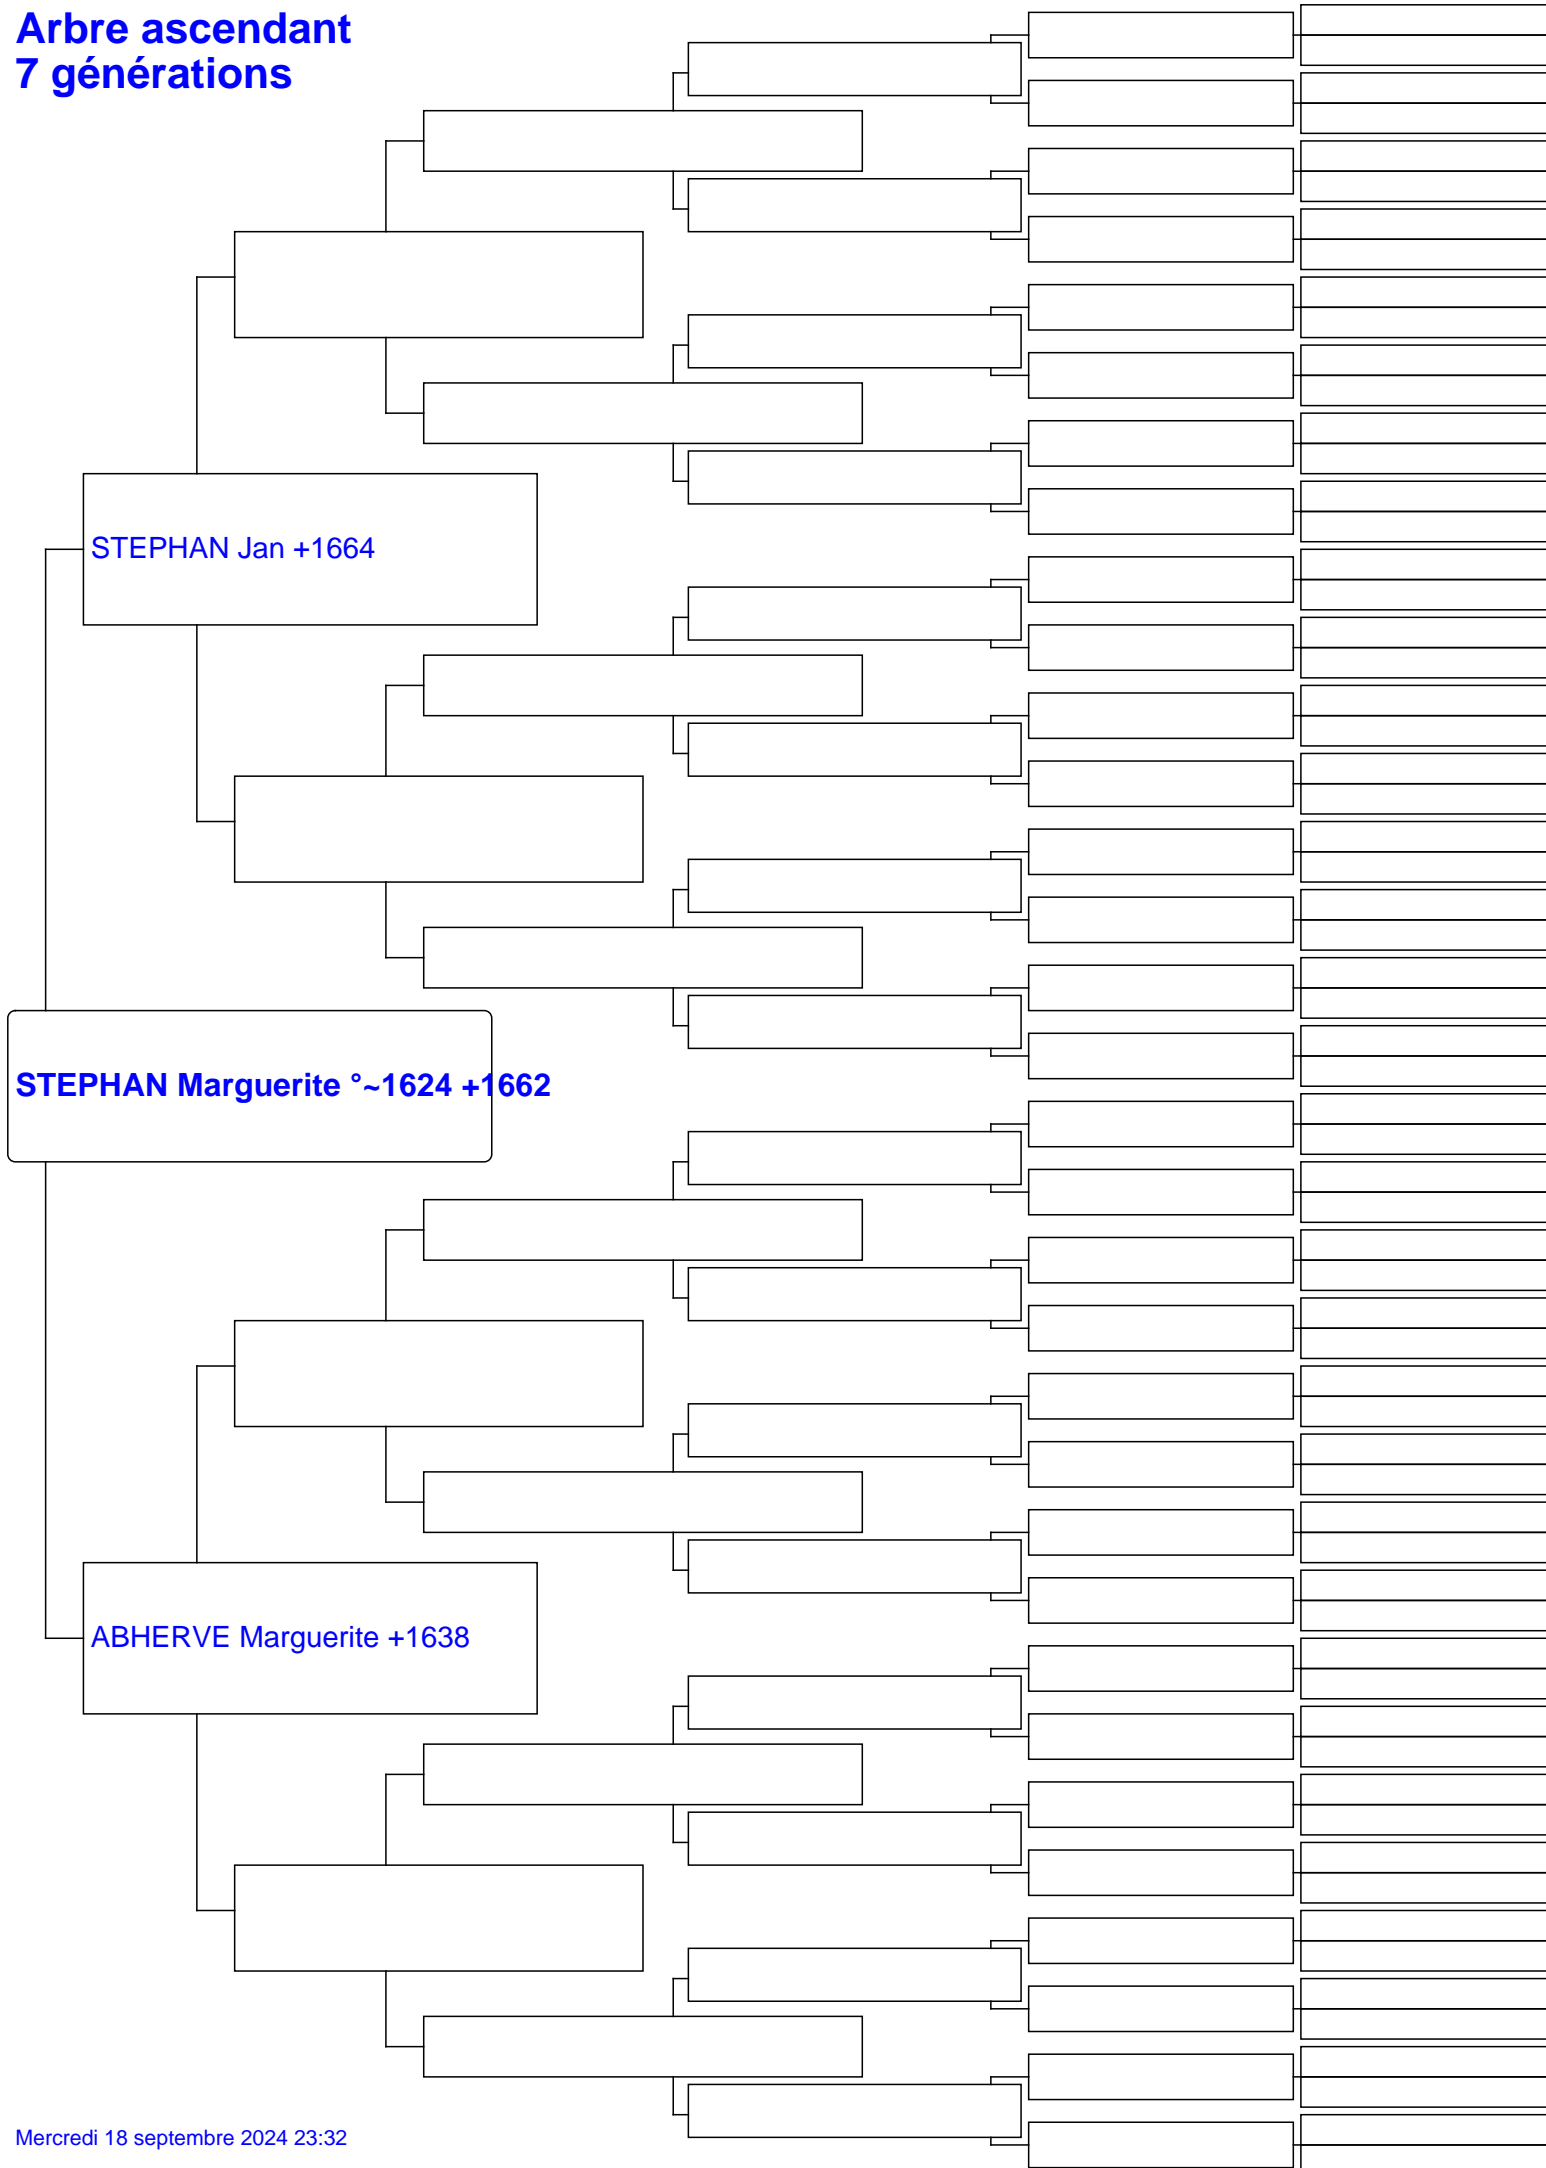 Arbre ascendant
7 générations
STEPHAN Jan +1664
STEPHAN Marguerite °~1624 +1662
ABHERVE Marguerite +1638
Mercredi 18 septembre 2024 23:32